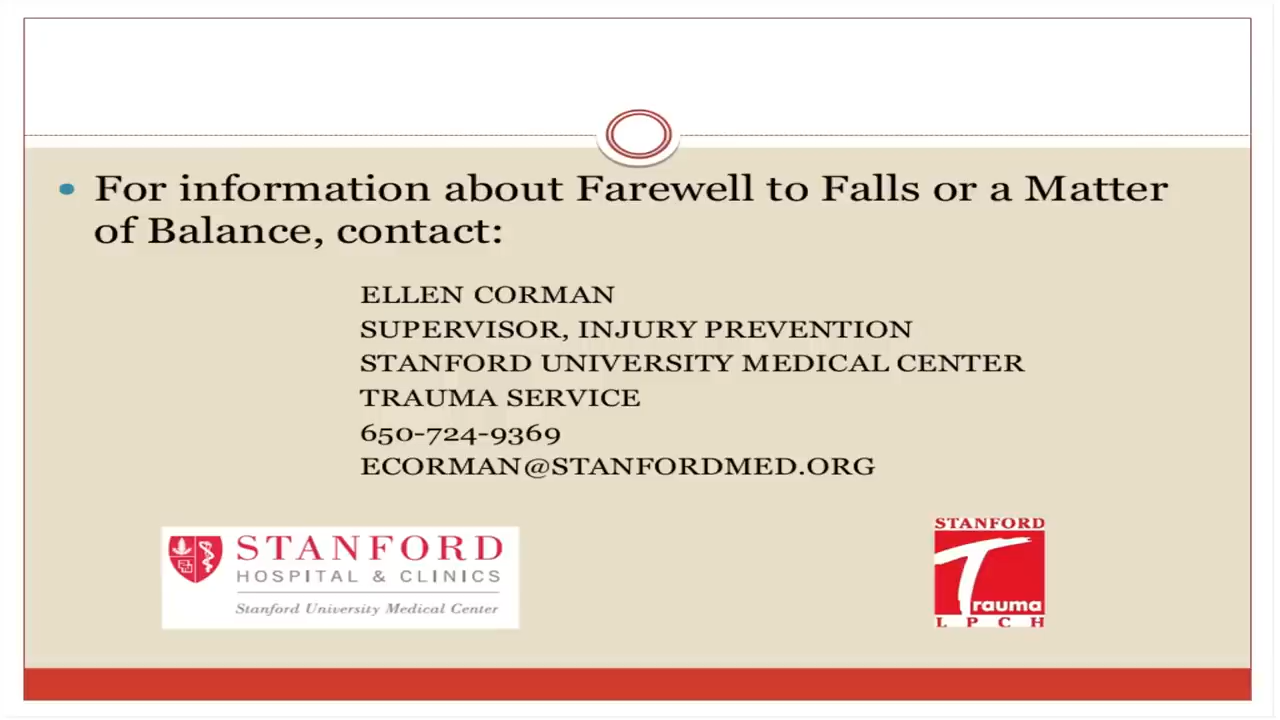 For information about Farewell to Falls or a Matter
of Balance, contact:
ELLEN CORMAN
SUPERVISOR, INJURY PREVENTION
STANFORD UNIVERSITY MEDICAL CENTER
TRAUMA SERVICE
650-724-9369
ECORMAN@STANFORDMED.ORG
STANFORD
HOSPITAL & CLINICS
Stanford University Medical Center
STANFORD
Trauma
LPCH